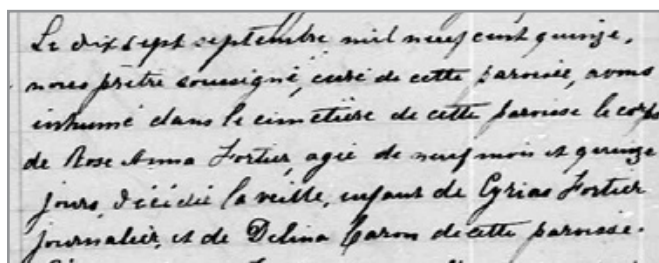 Le dix sept septembre mil neuf cent quinze,
nous prêtre soussigné, curé de cette paroisse, avons
inhumé dans le cimetière de cette paroisse le corps
de Rose Anna Fortier, agée de neuf mois et quinze
jours, décédée la veille, enfant de Cyrias Fortier
journalier, et de Delina Caron de cette paroisse.